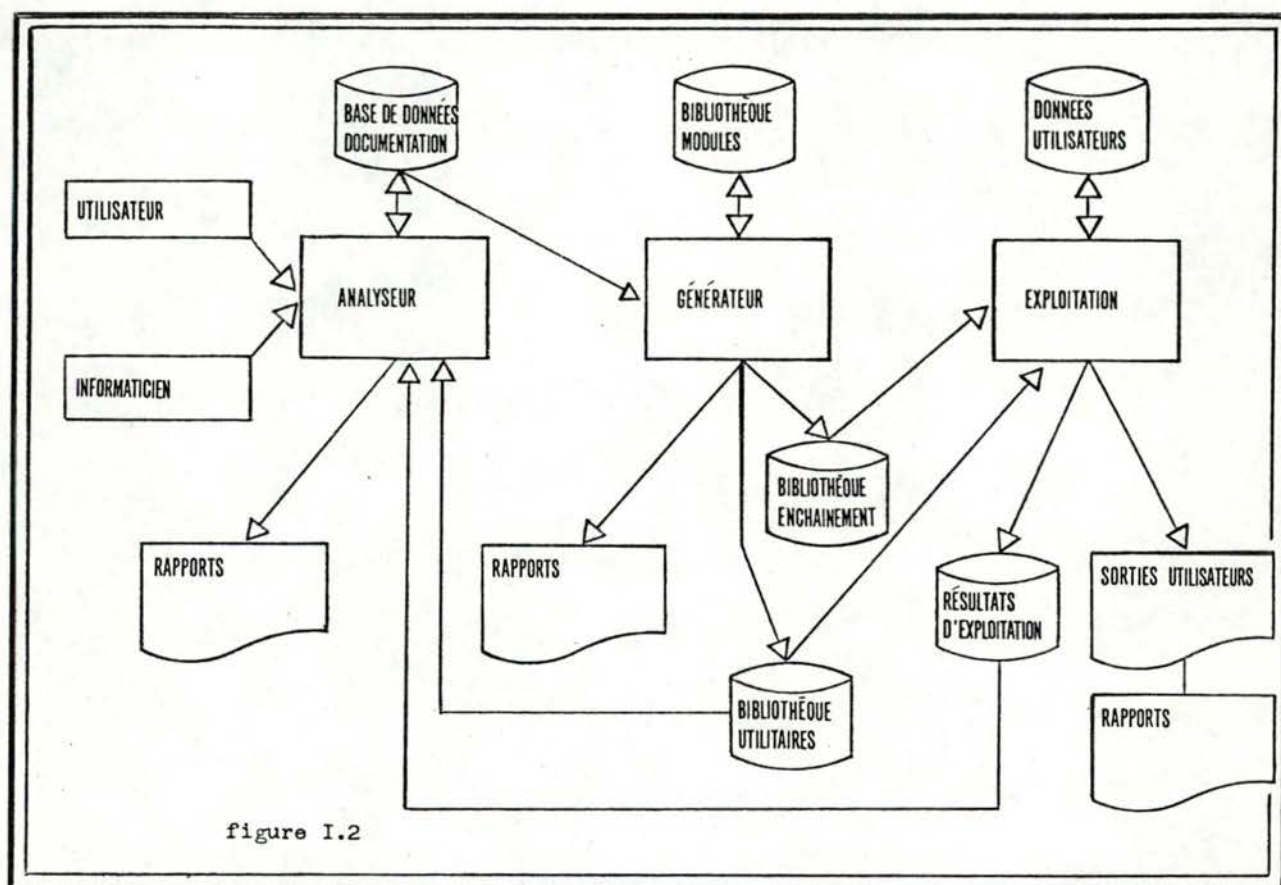 BASE DE DONNÉES
DOCUMENTATION
BIBLIOTHÈQUE
MODULES
DONNÉES
UTILISATEURS
UTILISATEUR
ANALYSEUR
GÉNÉRATEUR
EXPLOITATION
INFORMATICIEN
BIBLIOTHÈQUE
ENCHAINEMENT
RAPPORTS
RAPPORTS
RÉSULTATS
D'EXPLOITATION
SORTIES UTILISATEURS
BIBLIOTHÈQUE
UTILITAIRES
RAPPORTS
figure I.2